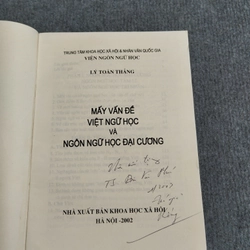 TRUNG TÂM KHOA HỌC XÃ HỘI & NHÂN VĂN QUỐC GIA
VIỆN NGÔN NGỮ HỌC
LÝ TOÀN THẮNG
MẤY VẤN ĐỀ
VIỆT NGỮ HỌC
VÀ
NGÔN NGỮ HỌC ĐẠI CƯƠNG
TS.
NHÀ XUẤT BẢN KHOA HỌC XÃ HỘI
HÀ NỘI -2002